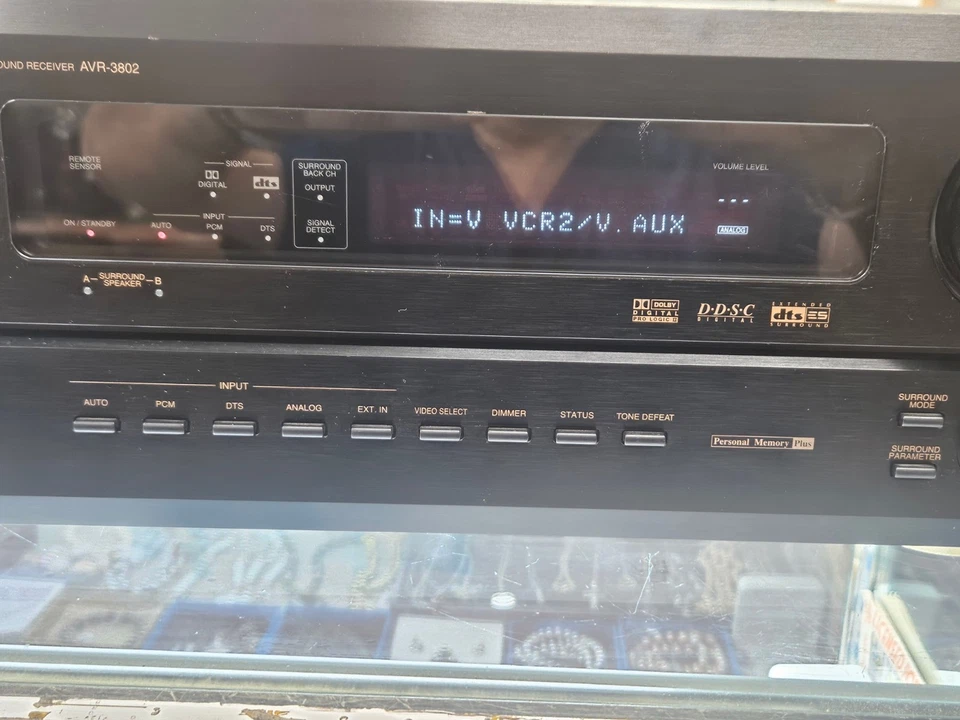 OUND RECEIVER AVR-3802
REMOTE
SENSOR
SIGNAL
DIGITAL
dts
SURROUND
BACK CH
OUTPUT
SIGNAL
DETECT
ON / STANDBY
AUTO
INPUT
PCM
DTS
VOLUME LEVEL
---
IN=V VCR2/V.AUX
ANALOG
A SURROUND SPEAKER B
DOLBY
DIGITAL
PRO LOGIC II
D·D·S·C
DIGITAL
EXTENDED
dts ES
SURROUND
INPUT
AUTO
PCM
DTS
ANALOG
EXT. IN
VIDEO SELECT
DIMMER
STATUS
TONE DEFEAT
Personal Memory Plus
SURROUND
MODE
SURROUND
PARAMETER